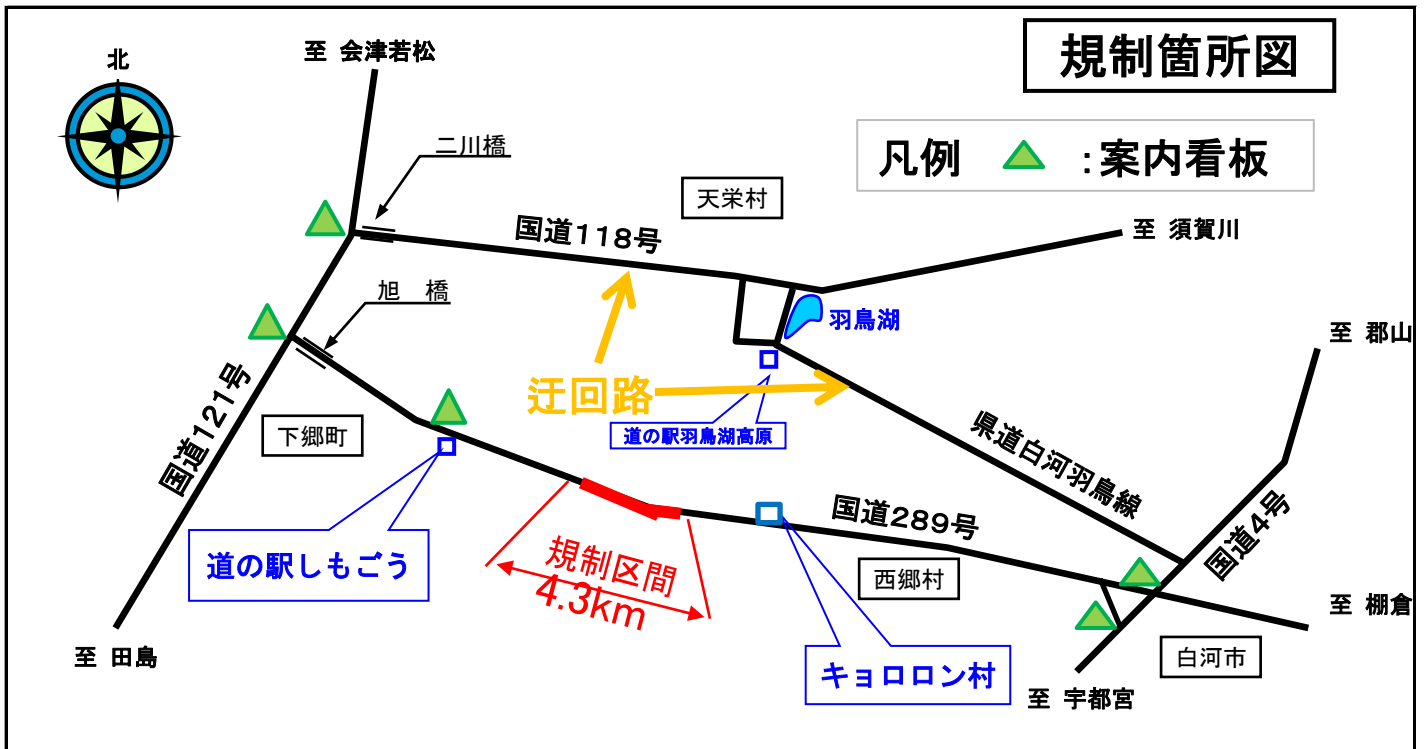 規制箇所図
北
至 会津若松
凡例 :案内看板
二川橋
天栄村
国道118号
至 須賀川
旭 橋
羽鳥湖
至 郡山
迂回路
国道121号
下郷町
道の駅羽鳥湖高原
県道白河羽鳥線
国道289号
国道4号
道の駅しもごう
規制区間
4.3km
西郷村
至 棚倉
至 田島
キョロロン村
白河市
至 宇都宮